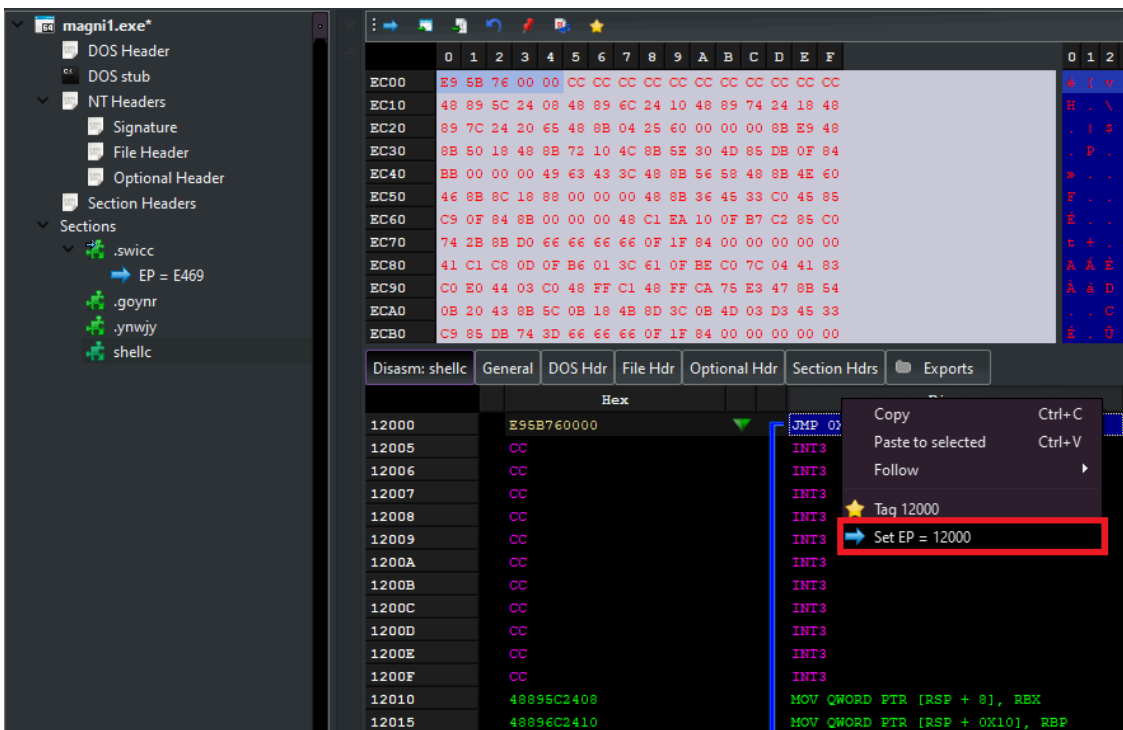 magni1.exe*
DOS Header
DOS stub
NT Headers
Signature
File Header
Optional Header
Section Headers
Sections
.swicc
EP = E469
.goynr
.ynwjy
shellc
0 1 2 3 4 5 6 7 8 9 A B C D E F 0 1 2
EC00 E9 5B 76 00 00 CC CC CC CC CC CC CC CC CC CC CC é [ v
EC10 48 89 5C 24 08 48 89 6C 24 10 48 89 74 24 18 48 H . \
EC20 89 7C 24 20 65 48 8B 04 25 60 00 00 00 8B E9 48 . | $
EC30 8B 50 18 48 8B 72 10 4C 8B 5E 30 4D 85 DB 0F 84 . P .
EC40 BB 00 00 00 49 63 43 3C 48 8B 56 58 48 8B 4E 60 » . .
EC50 46 8B 8C 18 88 00 00 00 48 8B 36 45 33 C0 45 85 F . .
EC60 C9 0F 84 8B 00 00 00 48 C1 EA 10 0F B7 C2 85 C0 É . .
EC70 74 2B 8B D0 66 66 66 66 0F 1F 84 00 00 00 00 00 t + .
EC80 41 C1 C8 0D 0F B6 01 3C 61 0F BE C0 7C 04 41 83 A Á È
EC90 C0 E0 44 03 C0 48 FF C1 48 FF CA 75 E3 47 8B 54 À à D
ECA0 0B 20 43 8B 5C 0B 18 4B 8D 3C 0B 4D 03 D3 45 33 . . C
ECB0 C9 85 DB 74 3D 66 66 66 0F 1F 84 00 00 00 00 00 É . Û
Disasm: shellc General DOS Hdr File Hdr Optional Hdr Section Hdrs Exports
Hex
12000 E95B760000 JMP
12005 CC INT3
12006 CC INT3
12007 CC INT3
12008 CC INT3
12009 CC INT3
1200A CC INT3
1200B CC INT3
1200C CC INT3
1200D CC INT3
1200E CC INT3
1200F CC INT3
12010 48895C2408 MOV QWORD PTR [RSP + 8], RBX
12015 48896C2410 MOV QWORD PTR [RSP + 0X10], RBP
Copy Ctrl+C
Paste to selected Ctrl+V
Follow
Tag 12000
Set EP = 12000